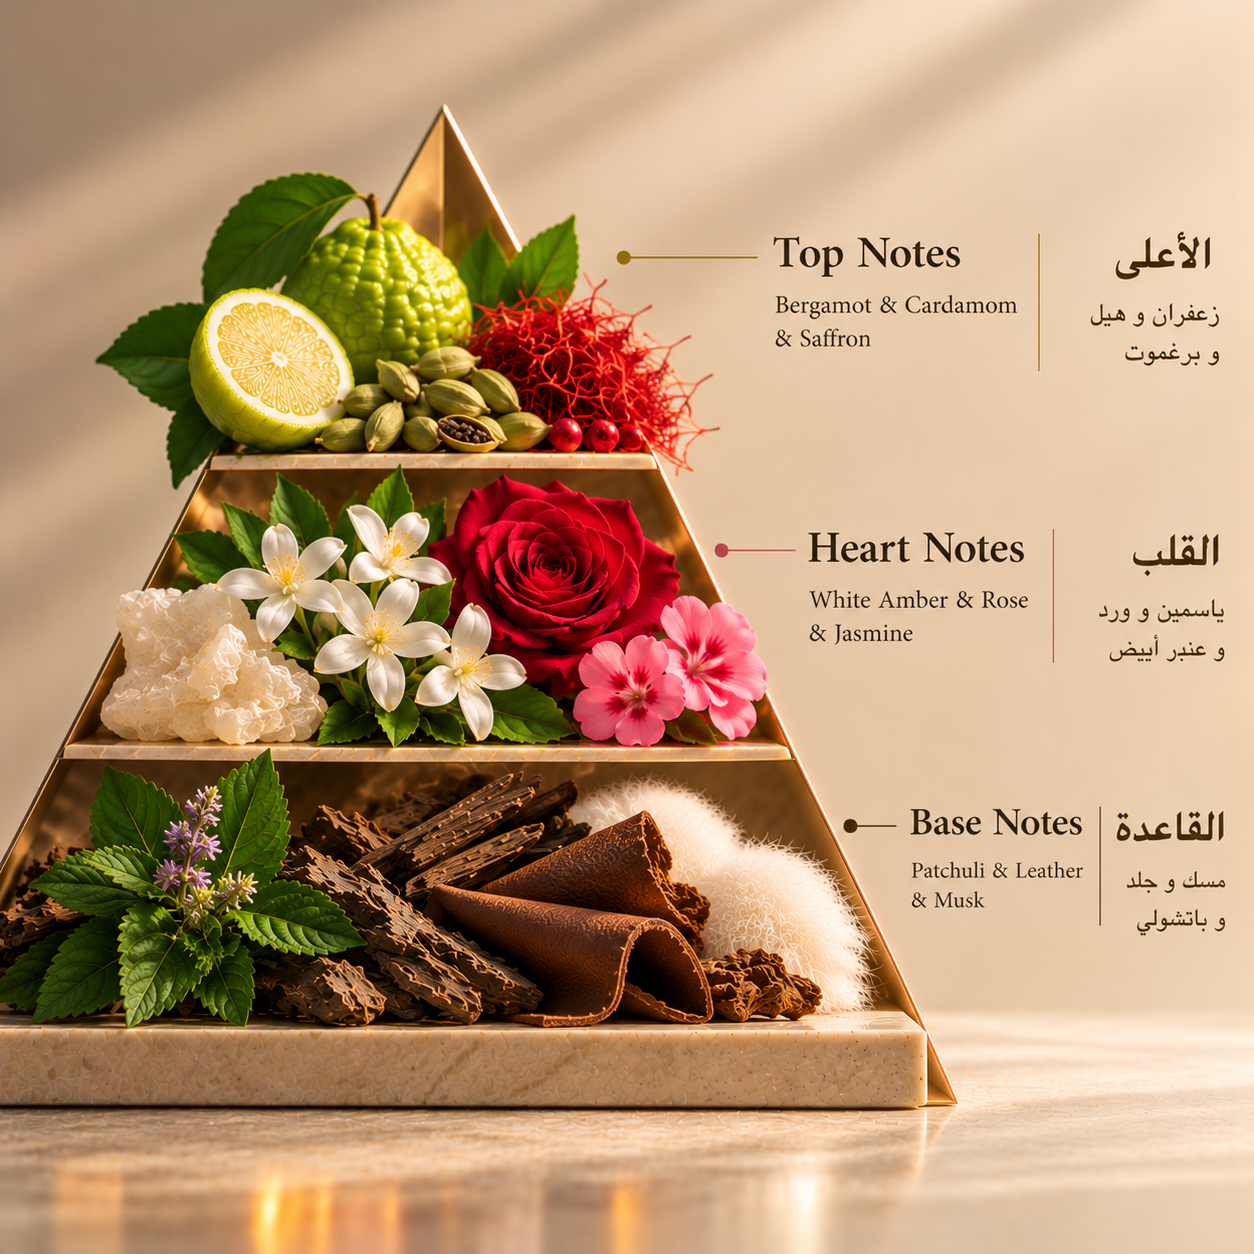 Top Notes
Bergamot & Cardamom
& Saffron
الأعلى
زعفران و هيل
و برغموت
Heart Notes
White Amber & Rose
& Jasmine
القلب
ياسمين و ورد
و عنبر أبيض
Base Notes
Patchuli & Leather
& Musk
القاعدة
مسك و جلد
و باتشولي